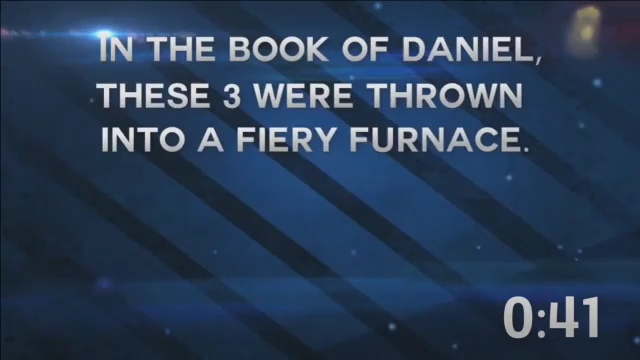 IN THE BOOK OF DANIEL,
THESE 3 WERE THROWN
INTO A FIERY FURNACE.
0:41